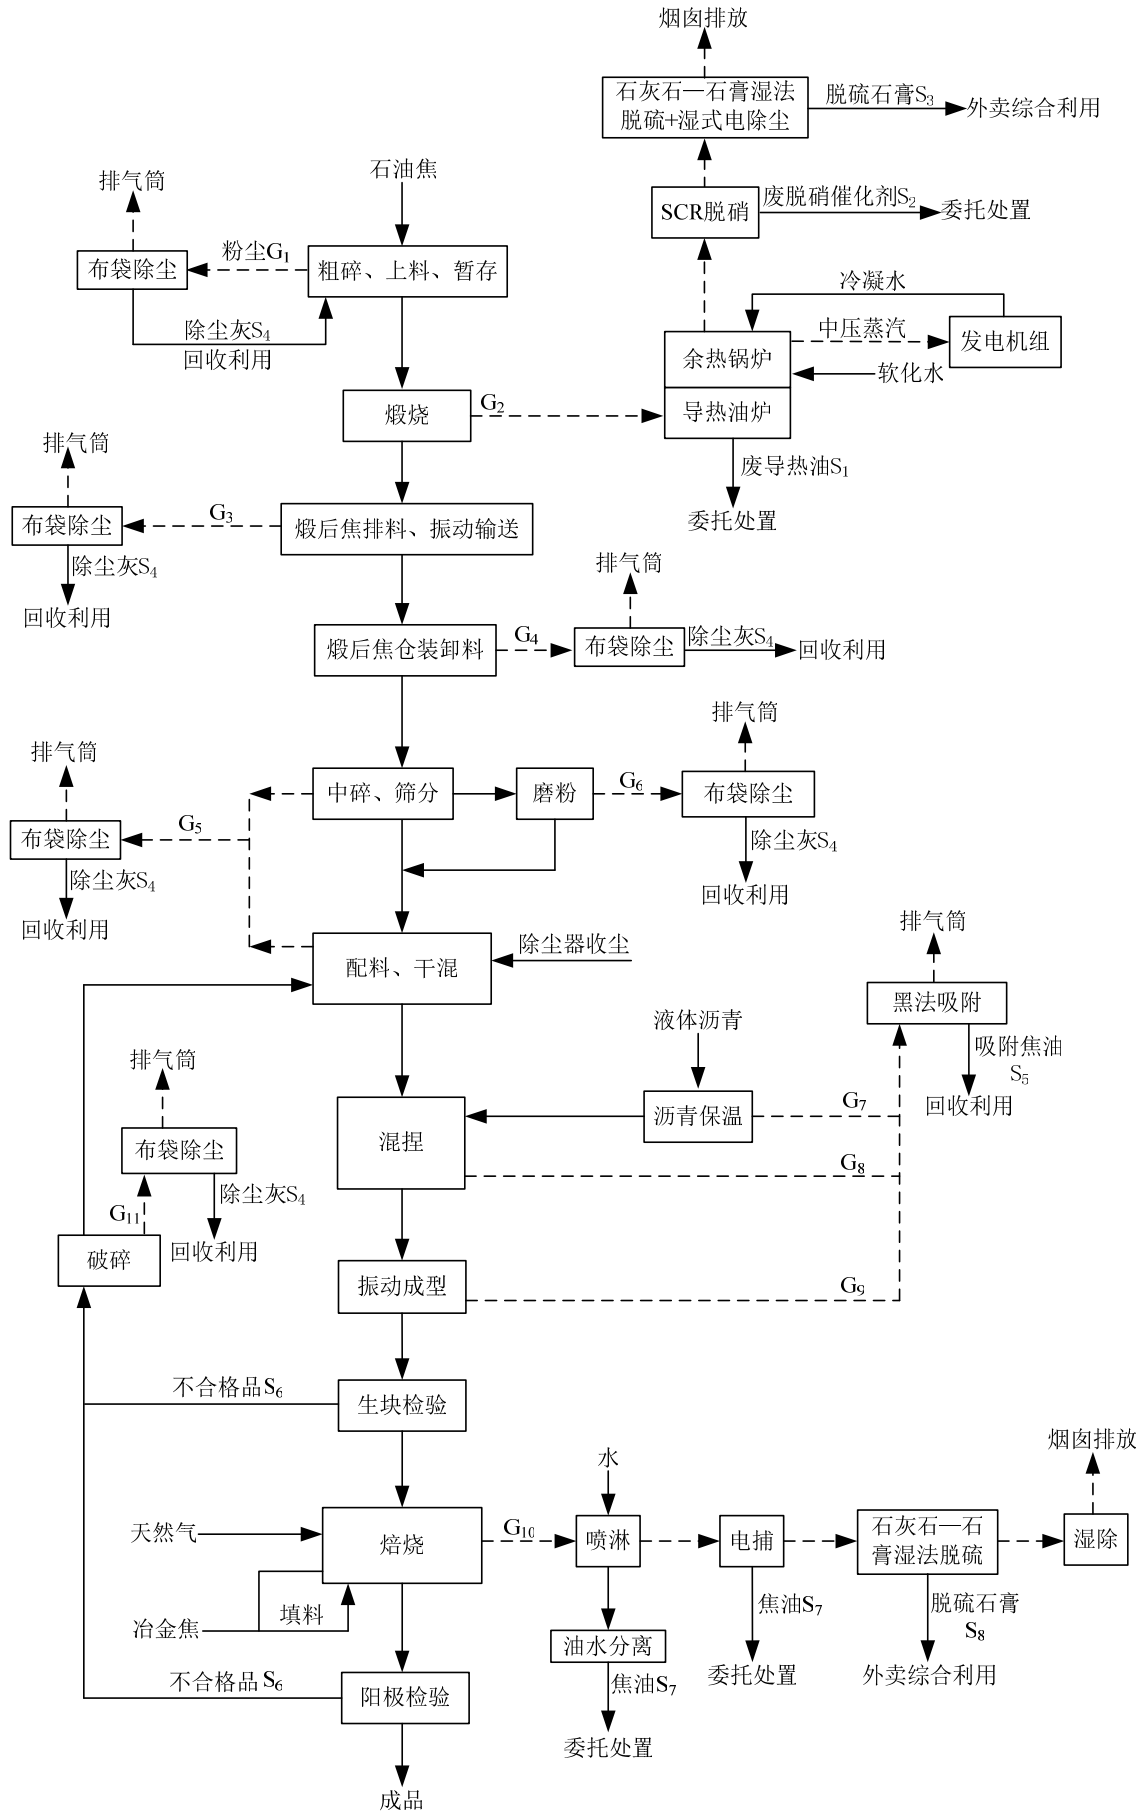 烟囱排放
石灰石—石膏湿法
脱硫+湿式电除尘
脱硫石膏S3
外卖综合利用
石油焦
排气筒
SCR脱硝
废脱硝催化剂S2
委托处置
粉尘G1
布袋除尘
粗碎、上料、暂存
冷凝水
除尘灰S4
回收利用
中压蒸汽
发电机组
余热锅炉
软化水
导热油炉
煅烧
G2
废导热油S1
委托处置
排气筒
布袋除尘
G3
煅后焦排料、振动输送
除尘灰S4
回收利用
排气筒
煅后焦仓装卸料
G4
布袋除尘
除尘灰S4
回收利用
排气筒
排气筒
中碎、筛分
磨粉
G6
布袋除尘
布袋除尘
G5
除尘灰S4
回收利用
除尘灰S4
回收利用
除尘器收尘
配料、干混
排气筒
黑法吸附
液体沥青
吸附焦油
S5
回收利用
排气筒
沥青保温
G7
布袋除尘
混捏
G8
除尘灰S4
G11
回收利用
破碎
振动成型
G9
不合格品S6
生块检验
烟囱排放
水
天然气
焙烧
G10
喷淋
电捕
石灰石—石
膏湿法脱硫
湿除
冶金焦
填料
焦油S7
脱硫石膏
S8
油水分离
委托处置
外卖综合利用
不合格品S6
阳极检验
焦油S7
委托处置
成品